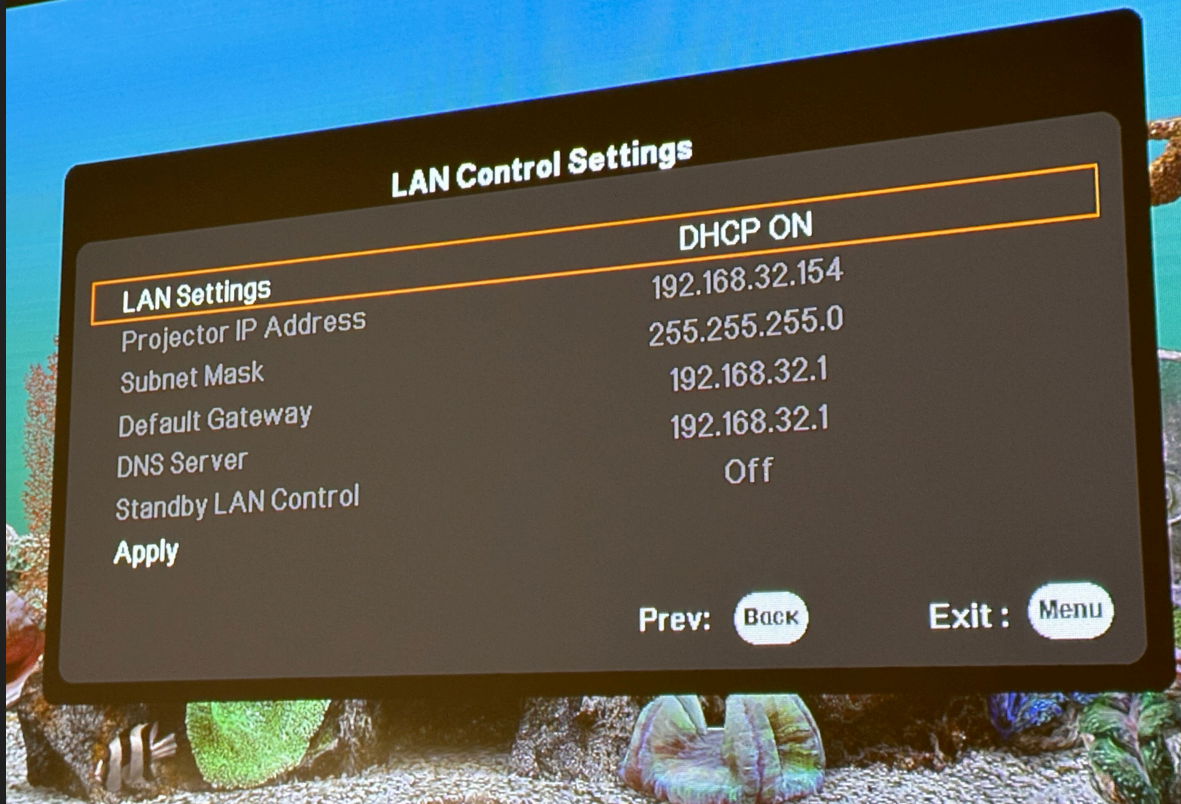 LAN Control Settings
LAN Settings DHCP ON
Projector IP Address 192.168.32.154
Subnet Mask 255.255.255.0
Default Gateway 192.168.32.1
DNS Server 192.168.32.1
Standby LAN Control Off
Apply
Prev: Back Exit : Menu